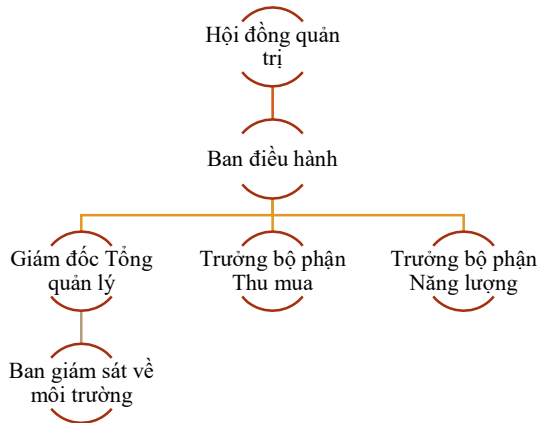 Hội đồng quản
trị
Ban điều hành
Giám đốc Tổng
quản lý
Trưởng bộ phận
Thu mua
Trưởng bộ phận
Năng lượng
Ban giám sát về
môi trường